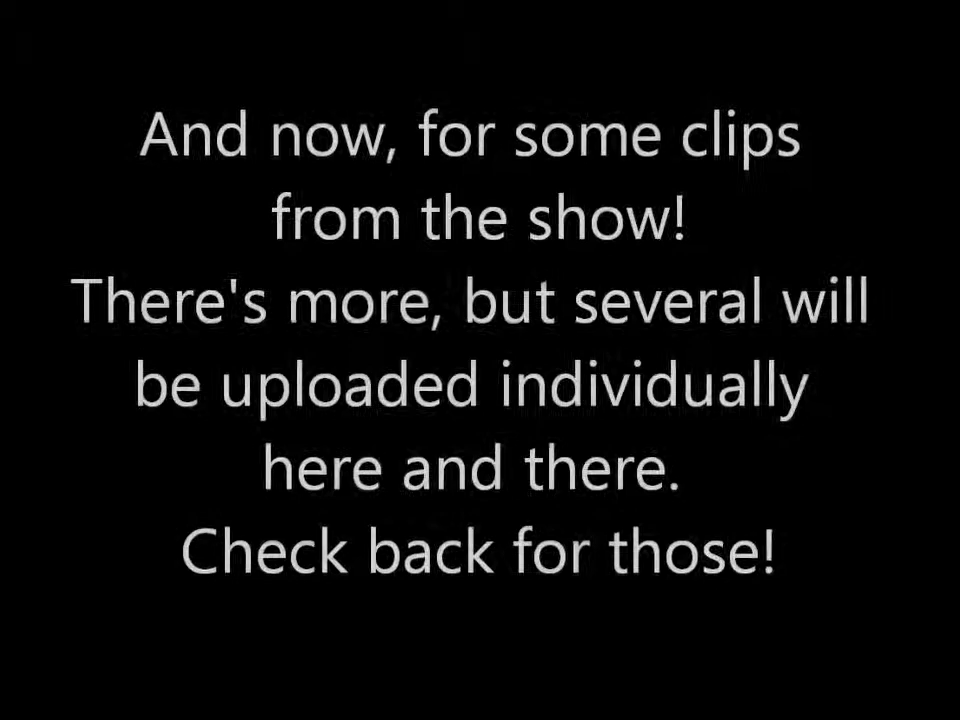 And now, for some clips
from the show!
There's more, but several will
be uploaded individually
here and there.
Check back for those!